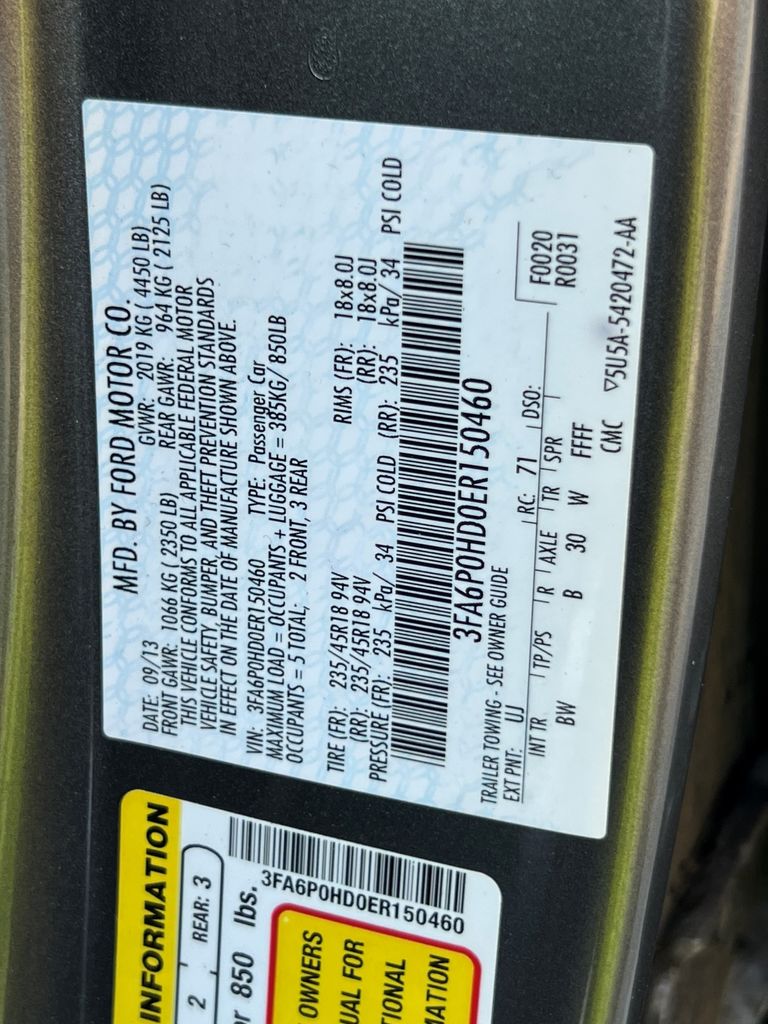 MFD. BY FORD MOTOR CO.
DATE: 09/13 GVWR: 2019 KG ( 4450 LB)
FRONT GAWR: 1066 KG ( 2350 LB) REAR GAWR: 964 KG ( 2125 LB)
THIS VEHICLE CONFORMS TO ALL APPLICABLE FEDERAL MOTOR
VEHICLE SAFETY, BUMPER, AND THEFT PREVENTION STANDARDS
IN EFFECT ON THE DATE OF MANUFACTURE SHOWN ABOVE.
VIN: 3FA6P0HD0ER150460 TYPE: Passenger Car
MAXIMUM LOAD = OCCUPANTS + LUGGAGE = 385KG/ 850LB
OCCUPANTS = 5 TOTAL; 2 FRONT, 3 REAR
TIRE (FR): 235/45R18 94V RIMS (FR): 18x8.0J
(RR): 235/45R18 94V (RR): 18x8.0J
PRESSURE (FR): 235 kPa/ 34 PSI COLD (RR): 235 kPa/ 34 PSI COLD
3FA6P0HD0ER150460
TRAILER TOWING - SEE OWNER GUIDE
EXT PNT: UJ RC: 71 DSO: F0020
INT TR TP/PS R AXLE TR SPR R0031
BW B 30 W FFFF
CMC ▽5U5A-5420472-AA
INFORMATION
2 REAR: 3
or 850 lbs.
3FA6P0HD0ER150460
OWNERS
UAL FOR
TIONAL
MATION